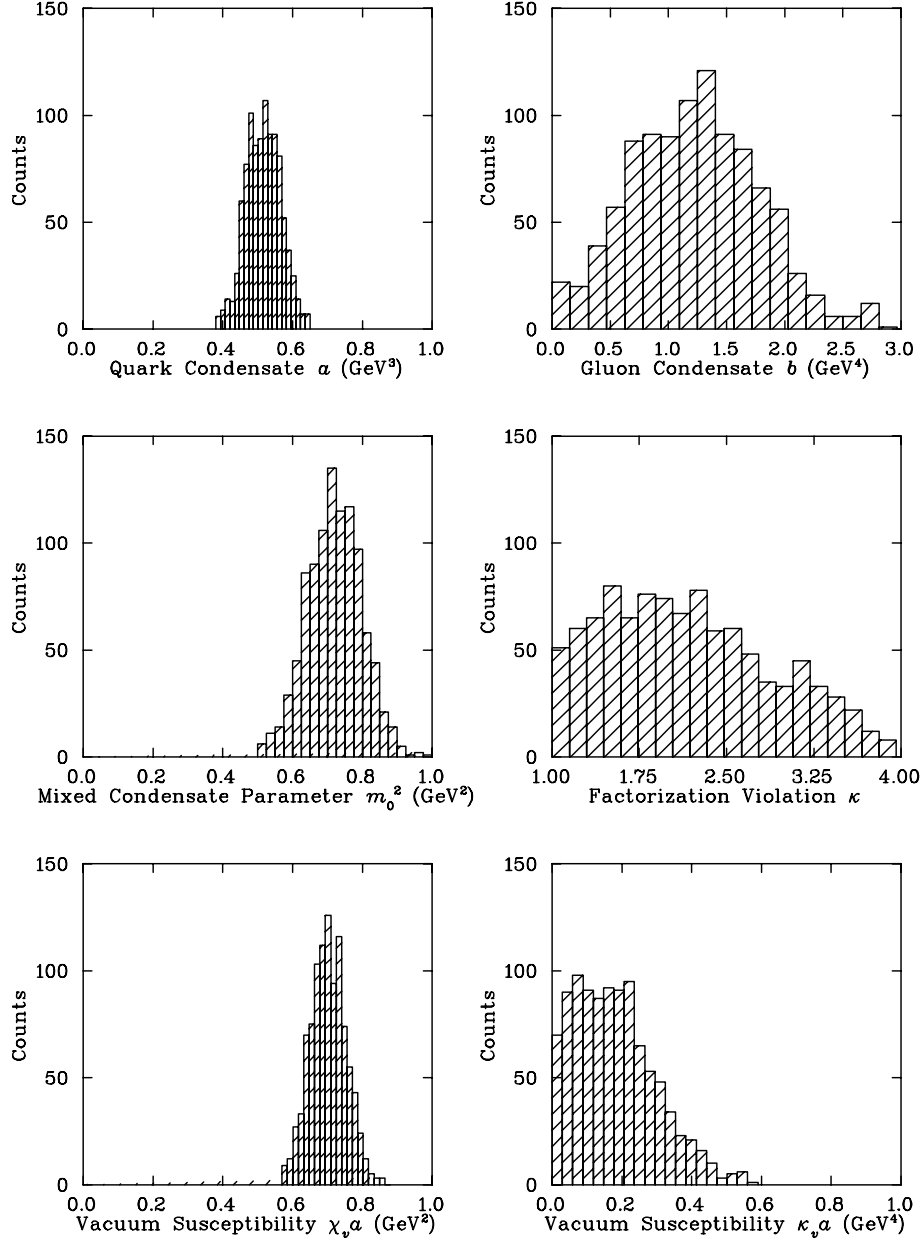 150
100
50
0
Counts
0.0 0.2 0.4 0.6 0.8 1.0
Quark Condensate a (GeV³)
150
100
50
0
Counts
0.0 0.5 1.0 1.5 2.0 2.5 3.0
Gluon Condensate b (GeV⁴)
150
100
50
0
Counts
0.0 0.2 0.4 0.6 0.8 1.0
Mixed Condensate Parameter m₀² (GeV²)
150
100
50
0
Counts
1.00 1.75 2.50 3.25 4.00
Factorization Violation κ
150
100
50
0
Counts
0.0 0.2 0.4 0.6 0.8 1.0
Vacuum Susceptibility χᵥa (GeV²)
150
100
50
0
Counts
0.0 0.2 0.4 0.6 0.8 1.0
Vacuum Susceptibility κᵥa (GeV⁴)